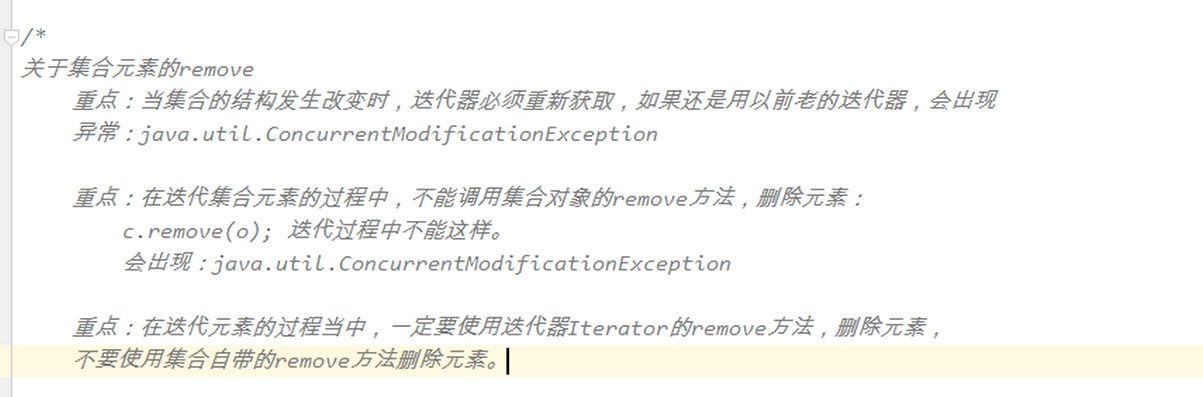 /*
关于集合元素的remove
重点：当集合的结构发生改变时，迭代器必须重新获取，如果还是用以前老的迭代器，会出现
异常：java.util.ConcurrentModificationException
重点：在迭代集合元素的过程中，不能调用集合对象的remove方法，删除元素：
c.remove(o); 迭代过程中不能这样。
会出现：java.util.ConcurrentModificationException
重点：在迭代元素的过程当中，一定要使用迭代器Iterator的remove方法，删除元素，
不要使用集合自带的remove方法删除元素。